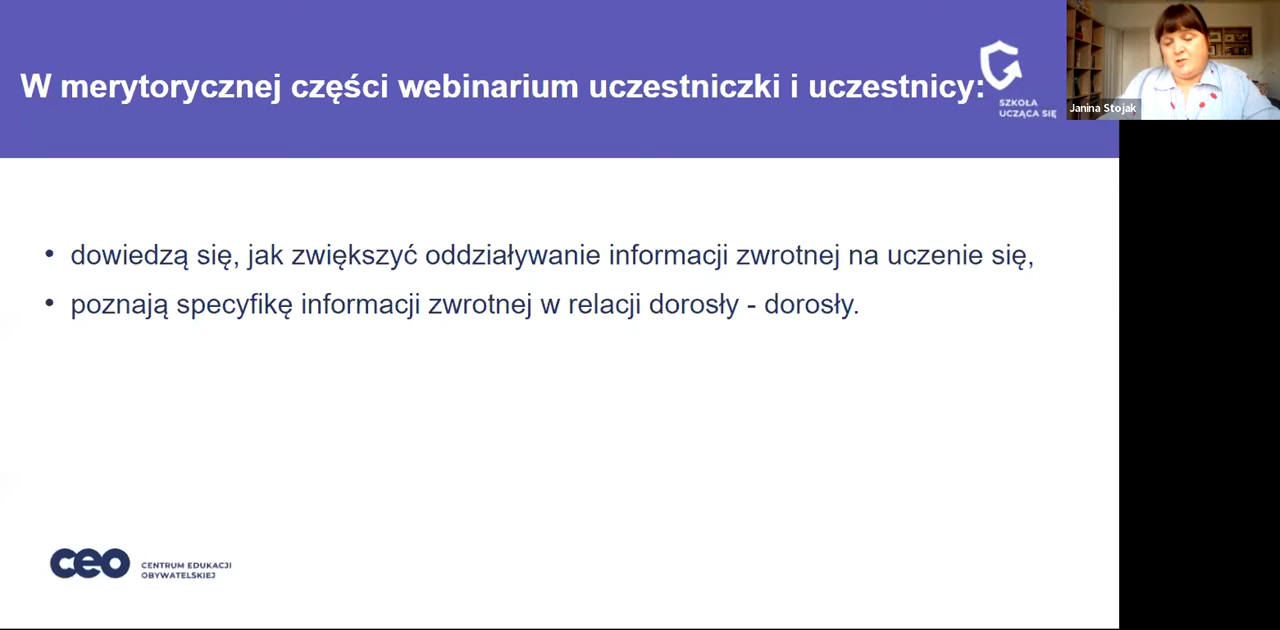 W merytorycznej części webinarium uczestniczki i uczestnicy:
SZKOŁA
UCZĄCA SIĘ
Janina Stojak
• dowiedzą się, jak zwiększyć oddziaływanie informacji zwrotnej na uczenie się,
• poznają specyfikę informacji zwrotnej w relacji dorosły - dorosły.
ceo
CENTRUM EDUKACJI
OBYWATELSKIEJ